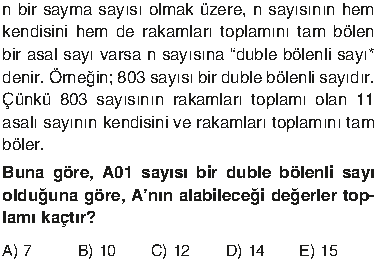 n bir sayma sayısı olmak üzere, n sayısının hem
kendisini hem de rakamları toplamını tam bölen
bir asal sayı varsa n sayısına “duble bölenli sayı"
denir. Örneğin; 803 sayısı bir duble bölenli sayıdır.
Çünkü 803 sayısının rakamları toplamı olan 11
asalı sayının kendisini ve rakamları toplamını tam
böler.
Buna göre, A01 sayısı bir duble bölenli sayı
olduğuna göre, A’nın alabileceği değerler top-
lamı kaçtır?
A) 7 B) 10 C) 12 D) 14 E) 15